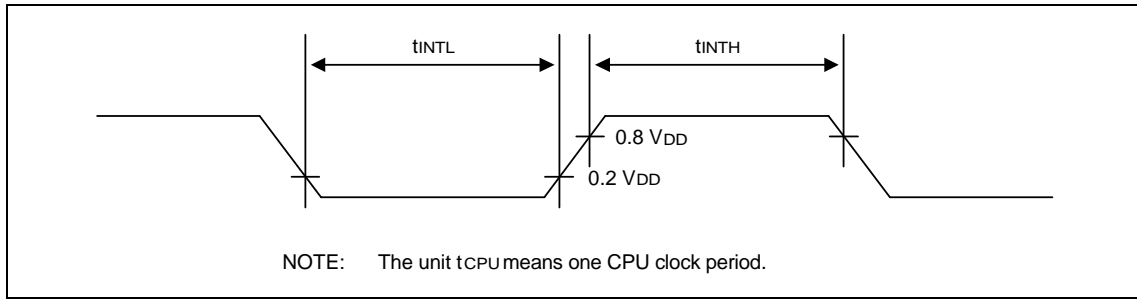 tINTL tINTH
0.8 VDD
0.2 VDD
NOTE: The unit tCPU means one CPU clock period.